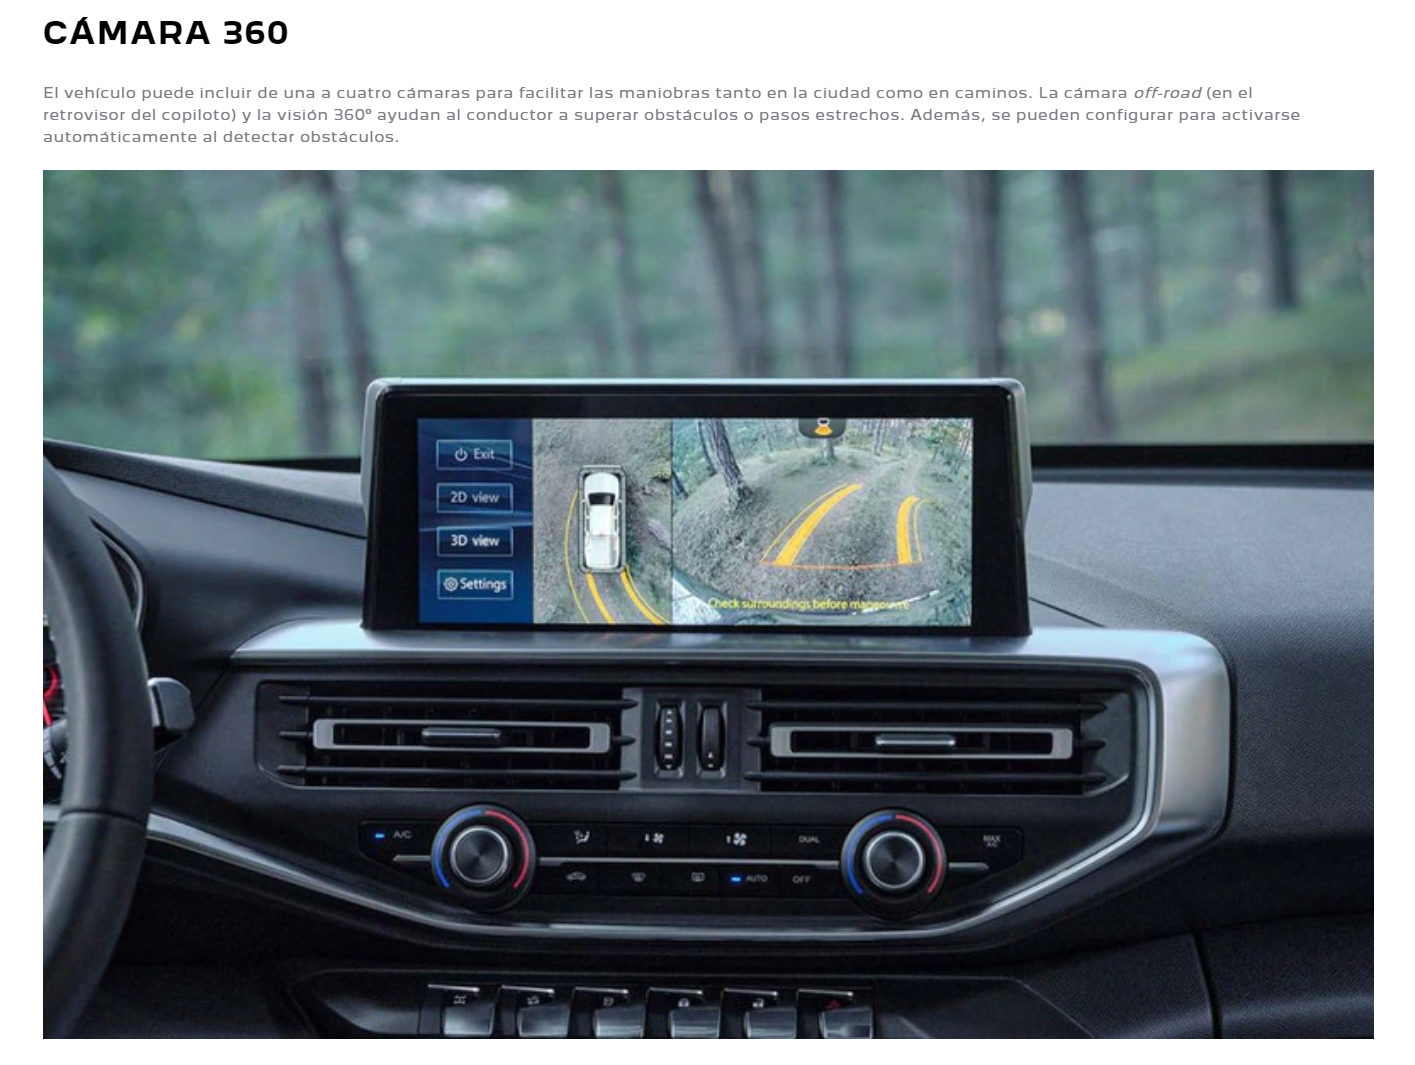 CÁMARA 360
El vehículo puede incluir de una a cuatro cámaras para facilitar las maniobras tanto en la ciudad como en caminos. La cámara off-road (en el
retrovisor del copiloto) y la visión 360º ayudan al conductor a superar obstáculos o pasos estrechos. Además, se pueden configurar para activarse
automáticamente al detectar obstáculos.
Exit
2D view
3D view
Settings
Check surroundings before maneouvre
A/C
DUAL
MAX
A/C
AUTO
OFF